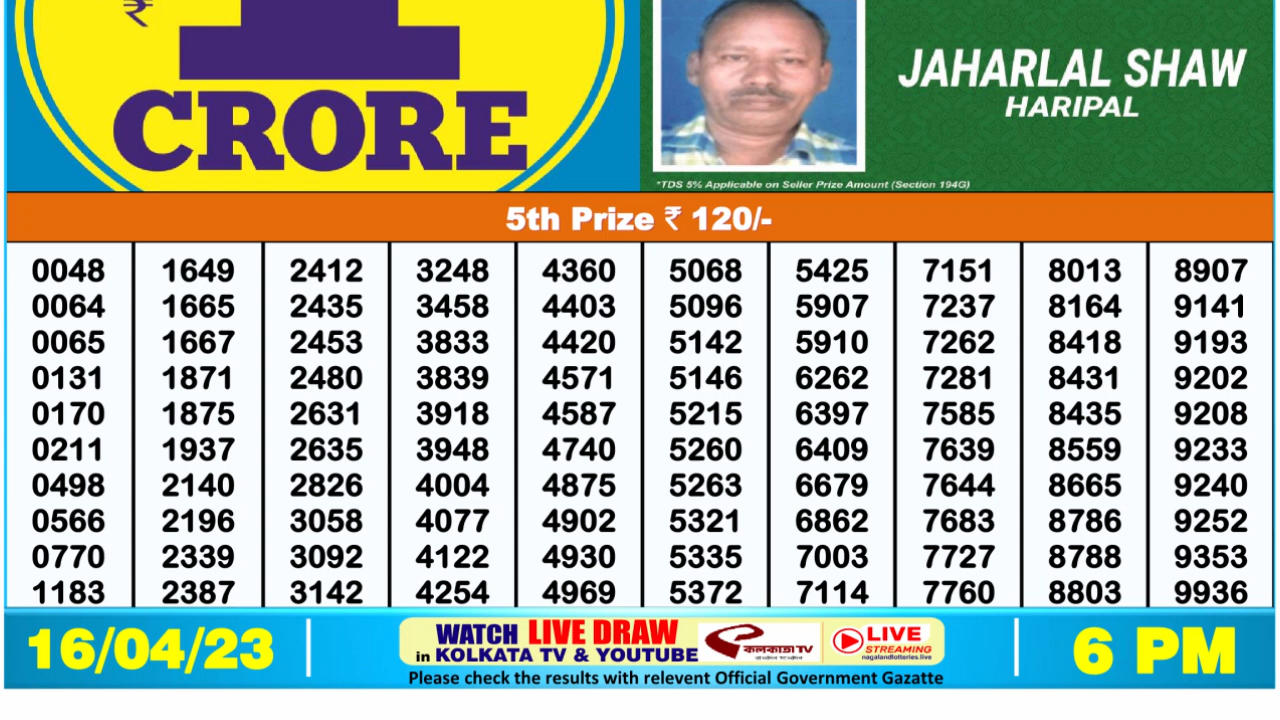 ₹ 1
CRORE
JAHARLAL SHAW
HARIPAL
*TDS 5% Applicable on Seller Prize Amount (Section 194G)
5th Prize ₹ 120/-
0048 1649 2412 3248 4360 5068 5425 7151 8013 8907
0064 1665 2435 3458 4403 5096 5907 7237 8164 9141
0065 1667 2453 3833 4420 5142 5910 7262 8418 9193
0131 1871 2480 3839 4571 5146 6262 7281 8431 9202
0170 1875 2631 3918 4587 5215 6397 7585 8435 9208
0211 1937 2635 3948 4740 5260 6409 7639 8559 9233
0498 2140 2826 4004 4875 5263 6679 7644 8665 9240
0566 2196 3058 4077 4902 5321 6862 7683 8786 9252
0770 2339 3092 4122 4930 5335 7003 7727 8788 9353
1183 2387 3142 4254 4969 5372 7114 7760 8803 9936
16/04/23
WATCH LIVE DRAW
in KOLKATA TV & YOUTUBE
কলকাতা TV
LIVE
STREAMING
nagalandlotteries.live
Please check the results with relevent Official Government Gazatte
6 PM